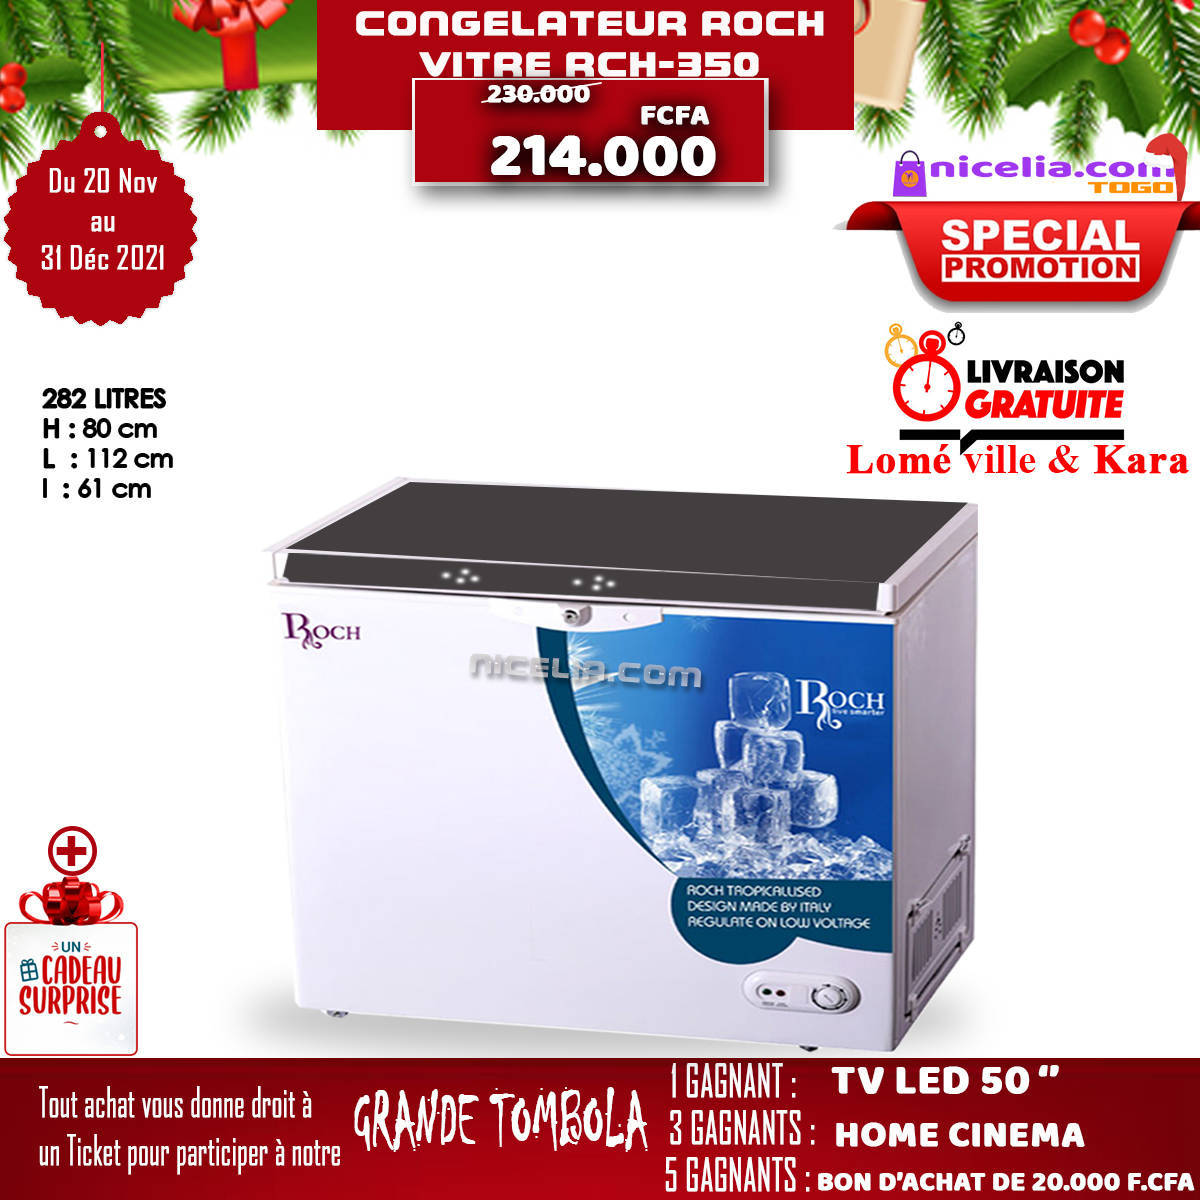 CONGELATEUR ROCH
VITRE RCH-350
230.000
FCFA
214.000
Du 20 Nov
au
31 Déc 2021
nicelia.com
TOGO
SPECIAL
PROMOTION
LIVRAISON
GRATUITE
Lomé ville & Kara
282 LITRES
H : 80 cm
L : 112 cm
l : 61 cm
ROCH
NICELIA.COM
ROCH
live smarter
ROCH TROPICALLISED
DESIGN MADE BY ITALY
REGULATE ON LOW VOLTAGE
UN
CADEAU
SURPRISE
Tout achat vous donne droit à
un Ticket pour participer à notre
GRANDE TOMBOLA
1 GAGNANT : TV LED 50 "
3 GAGNANTS : HOME CINEMA
5 GAGNANTS : BON D'ACHAT DE 20.000 F.CFA